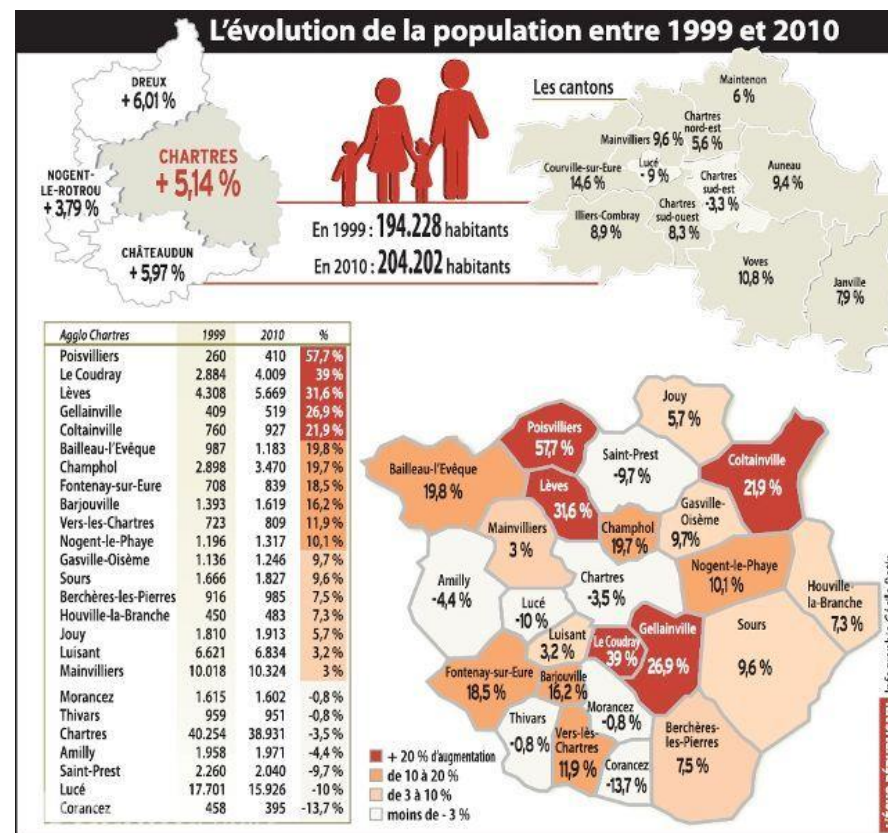 L'évolution de la population entre 1999 et 2010
DREUX
+ 6,01 %
CHARTRES
+ 5,14 %
NOGENT-
LE-ROTROU
+ 3,79 %
CHÂTEAUDUN
+ 5,97 %
En 1999 : 194.228 habitants
En 2010 : 204.202 habitants
Les cantons
Maintenon
6 %
Chartres
nord-est
5,6 %
Mainvilliers 9,6 %
Courville-sur-Eure
14,6 %
Lucé
- 9 %
Chartres
sud-est
-3,3 %
Auneau
9,4 %
Illiers-Combray
8,9 %
Chartres
sud-ouest
8,3 %
Voves
10,8 %
Janville
7,9 %
Agglo Chartres 1999 2010 %
Poisvilliers 260 410 57,7 %
Le Coudray 2.884 4.009 39 %
Lèves 4.308 5.669 31,6 %
Gellainville 409 519 26,9 %
Coltainville 760 927 21,9 %
Bailleau-l'Evêque 987 1.183 19,8 %
Champhol 2.898 3.470 19,7 %
Fontenay-sur-Eure 708 839 18,5 %
Barjouville 1.393 1.619 16,2 %
Vers-les-Chartres 723 809 11,9 %
Nogent-le-Phaye 1.196 1.317 10,1 %
Gasville-Oisème 1.136 1.246 9,7 %
Sours 1.666 1.827 9,6 %
Berchères-les-Pierres 916 985 7,5 %
Houville-la-Branche 450 483 7,3 %
Jouy 1.810 1.913 5,7 %
Luisant 6.621 6.834 3,2 %
Mainvilliers 10.018 10.324 3 %
Morancez 1.615 1.602 -0,8 %
Thivars 959 951 -0,8 %
Chartres 40.254 38.931 -3,5 %
Amilly 1.958 1.971 -4,4 %
Saint-Prest 2.260 2.040 -9,7 %
Lucé 17.701 15.926 -10 %
Corancez 458 395 -13,7 %
Jouy
5,7 %
Poisvilliers
57,7 %
Saint-Prest
-9,7 %
Coltainville
21,9 %
Bailleau-l'Evêque
19,8 %
Lèves
31,6 %
Gasville-
Oisème
9,7%
Mainvilliers
3 %
Champhol
19,7 %
Nogent-le-Phaye
10,1 %
Amilly
-4,4 %
Chartres
-3,5 %
Houville-
la-Branche
7,3 %
Lucé
-10 %
Luisant
3,2 %
Le Coudray
39 %
Gellainville
26,9 %
Sours
9,6 %
Fontenay-sur-Eure
18,5 %
Barjouville
16,2 %
Morancez
-0,8 %
Thivars
-0,8 %
Vers-lès-
Chartres
11,9 %
Corancez
-13,7 %
Berchères-
les-Pierres
7,5 %
+ 20 % d'augmentation
de 10 à 20 %
de 3 à 10 %
moins de - 3 %